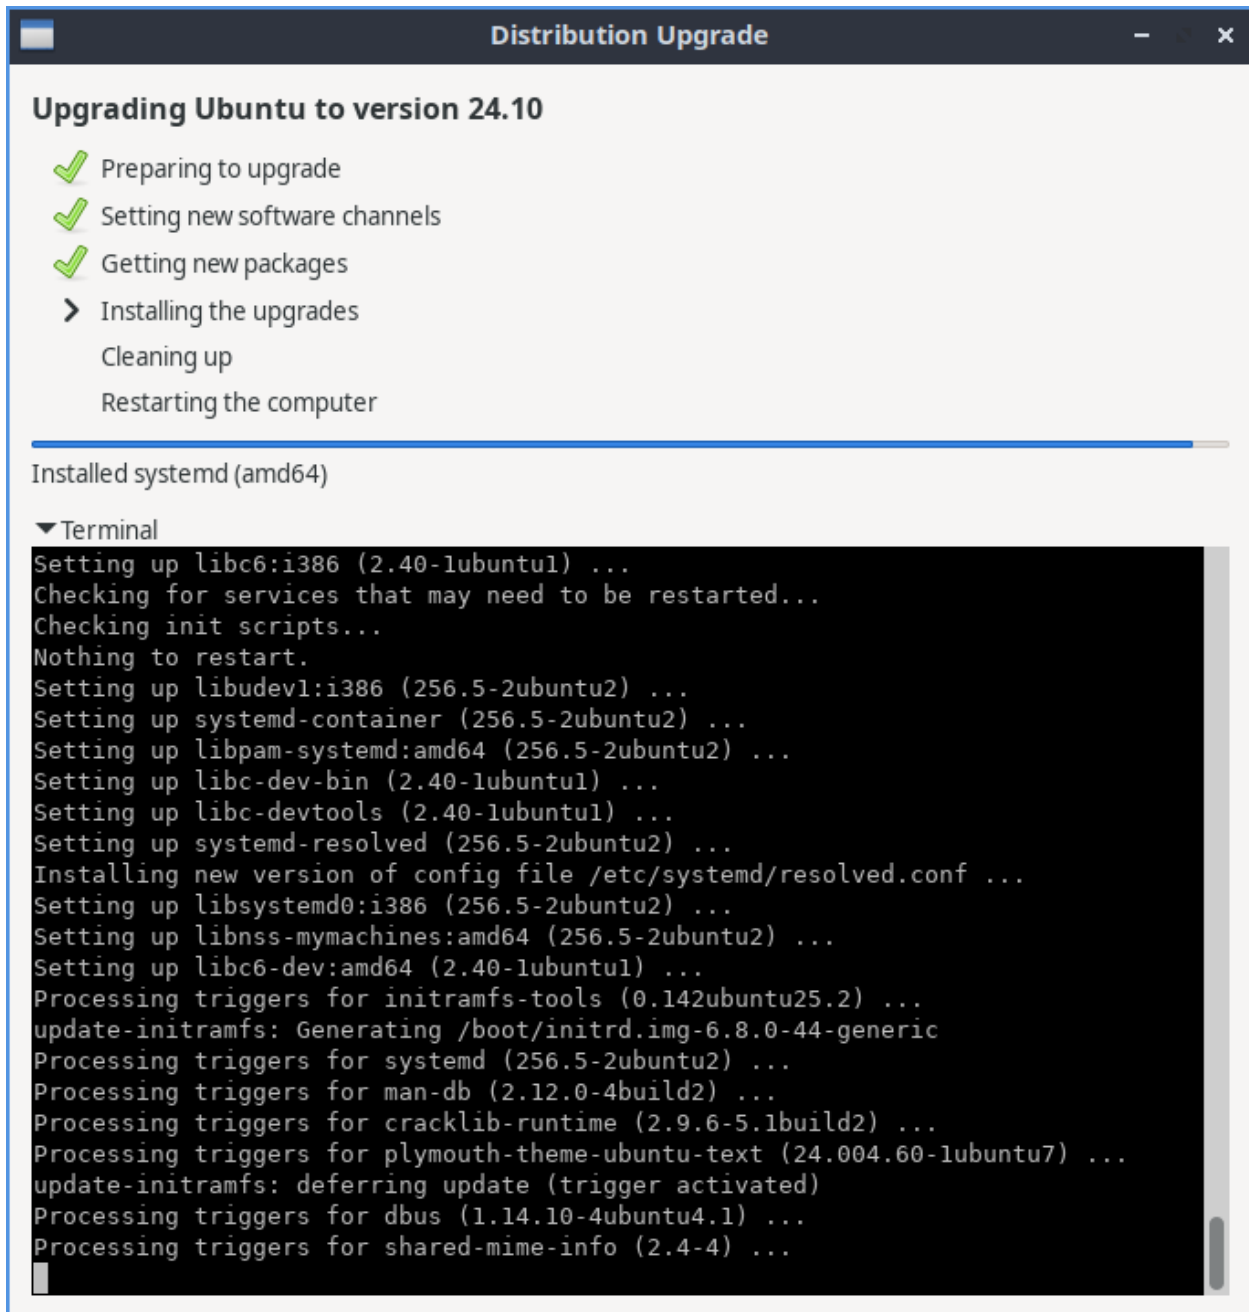 Distribution Upgrade
Upgrading Ubuntu to version 24.10
Preparing to upgrade
Setting new software channels
Getting new packages
Installing the upgrades
Cleaning up
Restarting the computer
Installed systemd (amd64)
Terminal
Setting up libc6:i386 (2.40-1ubuntu1) ...
Checking for services that may need to be restarted...
Checking init scripts...
Nothing to restart.
Setting up libudev1:i386 (256.5-2ubuntu2) ...
Setting up systemd-container (256.5-2ubuntu2) ...
Setting up libpam-systemd:amd64 (256.5-2ubuntu2) ...
Setting up libc-dev-bin (2.40-1ubuntu1) ...
Setting up libc-devtools (2.40-1ubuntu1) ...
Setting up systemd-resolved (256.5-2ubuntu2) ...
Installing new version of config file /etc/systemd/resolved.conf ...
Setting up libsystemd0:i386 (256.5-2ubuntu2) ...
Setting up libnss-mymachines:amd64 (256.5-2ubuntu2) ...
Setting up libc6-dev:amd64 (2.40-1ubuntu1) ...
Processing triggers for initramfs-tools (0.142ubuntu25.2) ...
update-initramfs: Generating /boot/initrd.img-6.8.0-44-generic
Processing triggers for systemd (256.5-2ubuntu2) ...
Processing triggers for man-db (2.12.0-4build2) ...
Processing triggers for cracklib-runtime (2.9.6-5.1build2) ...
Processing triggers for plymouth-theme-ubuntu-text (24.004.60-1ubuntu7) ...
update-initramfs: deferring update (trigger activated)
Processing triggers for dbus (1.14.10-4ubuntu4.1) ...
Processing triggers for shared-mime-info (2.4-4) ...